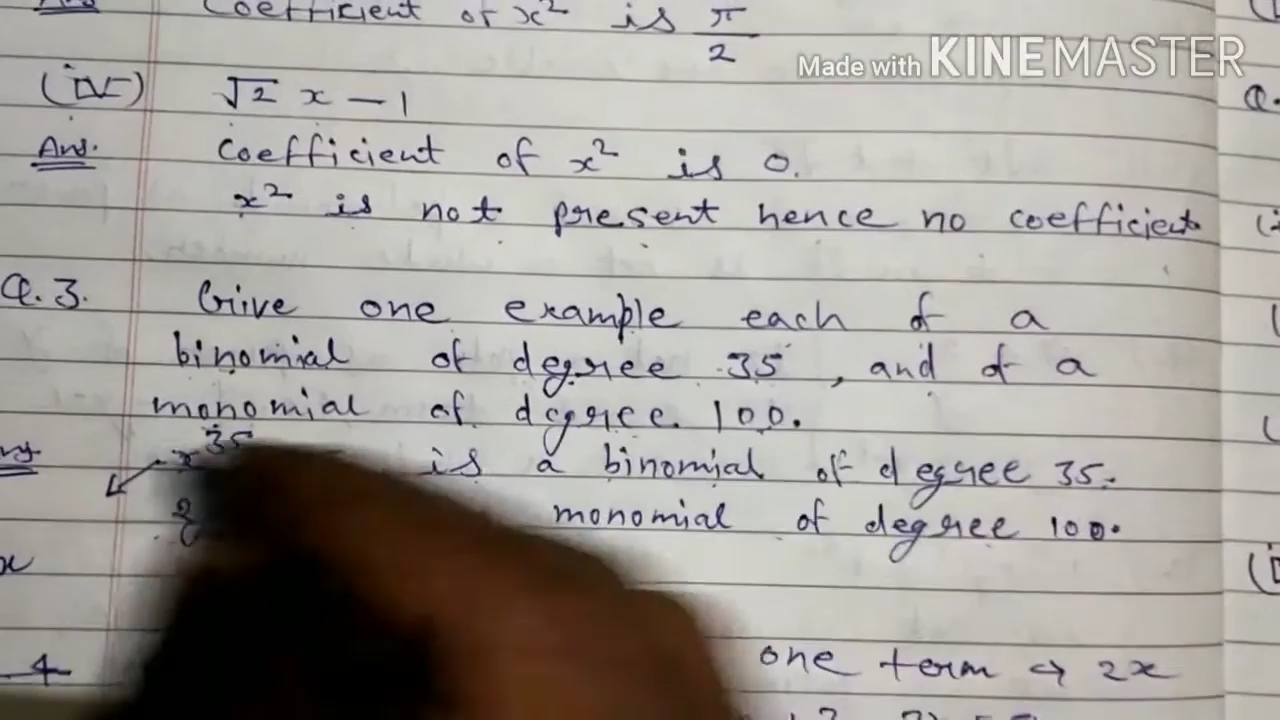 Coefficient of x² is π/2
Made with KINEMASTER
(iv) √2 x - 1
Ans. Coefficient of x² is 0.
x² is not present hence no coefficient
Q.3. Give one example each of a
binomial of degree 35, and of a
monomial of degree 100.
x³⁵ is a binomial of degree 35.
monomial of degree 100.
x
4 one term → 2x